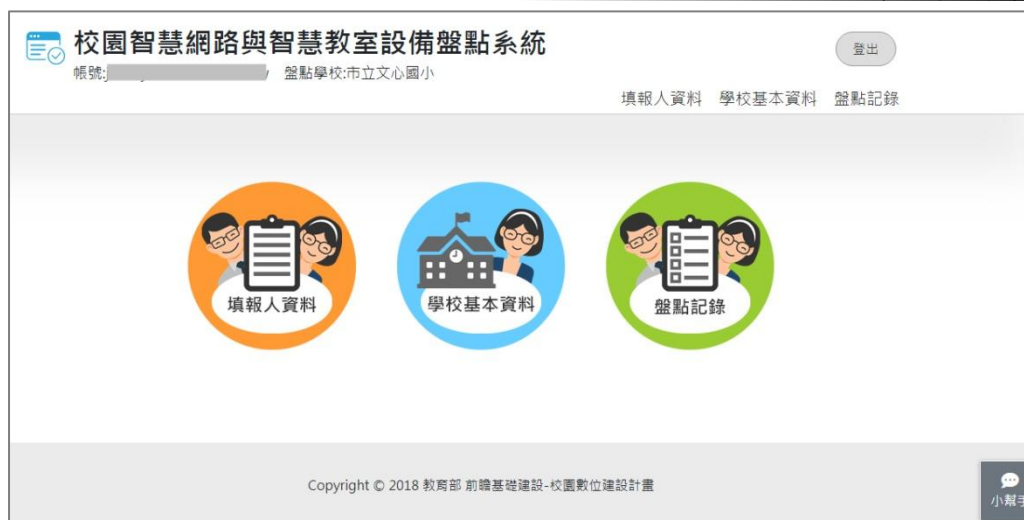 校園智慧網路與智慧教室設備盤點系統
登出
帳號: 盤點學校:市立文心國小
填報人資料 學校基本資料 盤點記錄
填報人資料
學校基本資料
盤點記錄
Copyright © 2018 教育部 前瞻基礎建設-校園數位建設計畫
小幫手